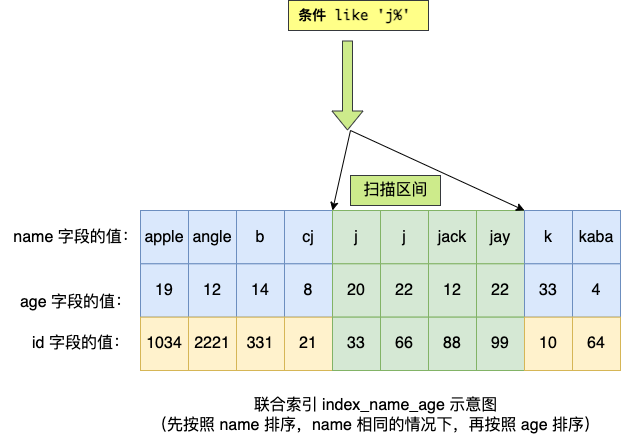 条件 like 'j%'
扫描区间
name 字段的值： apple angle b cj j j jack jay k kaba
age 字段的值： 19 12 14 8 20 22 12 22 33 4
id 字段的值： 1034 2221 331 21 33 66 88 99 10 64
联合索引 index_name_age 示意图
（先按照 name 排序，name 相同的情况下，再按照 age 排序）